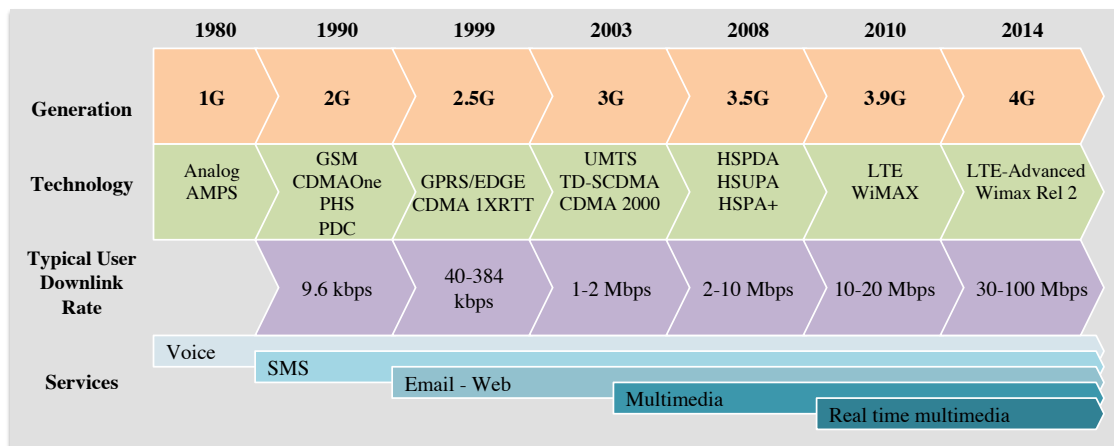 1980 1990 1999 2003 2008 2010 2014
Generation 1G 2G 2.5G 3G 3.5G 3.9G 4G
Technology
Analog
AMPS
GSM
CDMAOne
PHS
PDC
GPRS/EDGE
CDMA 1XRTT
UMTS
TD-SCDMA
CDMA 2000
HSPDA
HSUPA
HSPA+
LTE
WiMAX
LTE-Advanced
Wimax Rel 2
Typical User
Downlink
Rate
9.6 kbps
40-384
kbps
1-2 Mbps
2-10 Mbps
10-20 Mbps
30-100 Mbps
Services
Voice
SMS
Email - Web
Multimedia
Real time multimedia